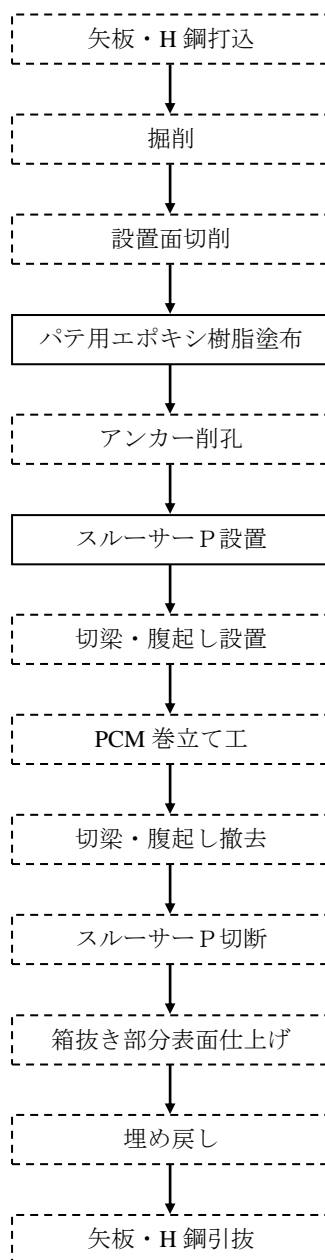 矢板・H 鋼打込
掘削
設置面切削
パテ用エポキシ樹脂塗布
アンカー削孔
スルーサーＰ設置
切梁・腹起し設置
PCM 巻立て工
切梁・腹起し撤去
スルーサーＰ切断
箱抜き部分表面仕上げ
埋め戻し
矢板・H 鋼引抜